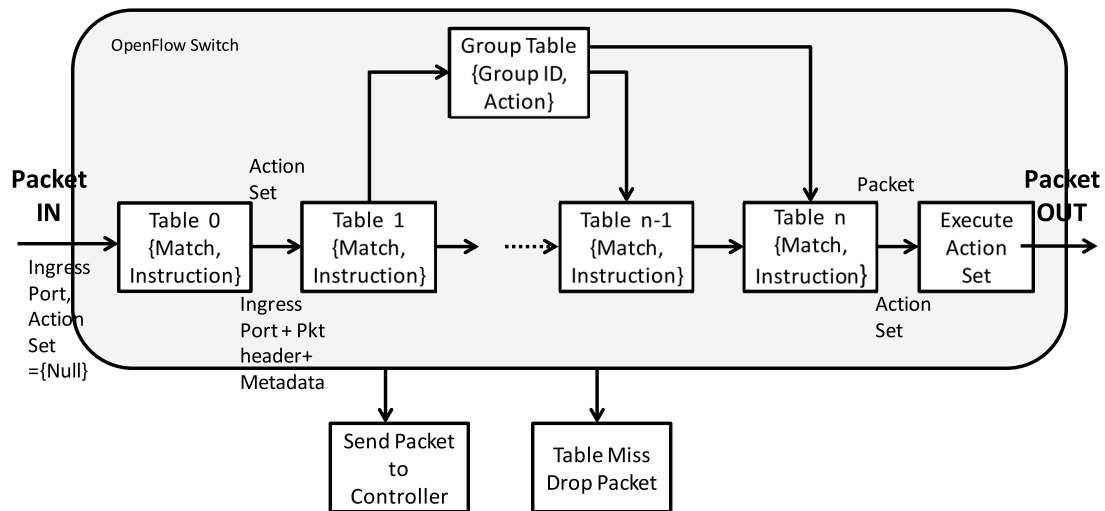 OpenFlow Switch
Group Table
{Group ID,
Action}
Packet
IN
Action
Set
Packet
Packet
OUT
Table 0
{Match,
Instruction}
Table 1
{Match,
Instruction}
Table n-1
{Match,
Instruction}
Table n
{Match,
Instruction}
Execute
Action
Set
Ingress
Port,
Action
Set
={Null}
Ingress
Port + Pkt
header+
Metadata
Action
Set
Send Packet
to
Controller
Table Miss
Drop Packet